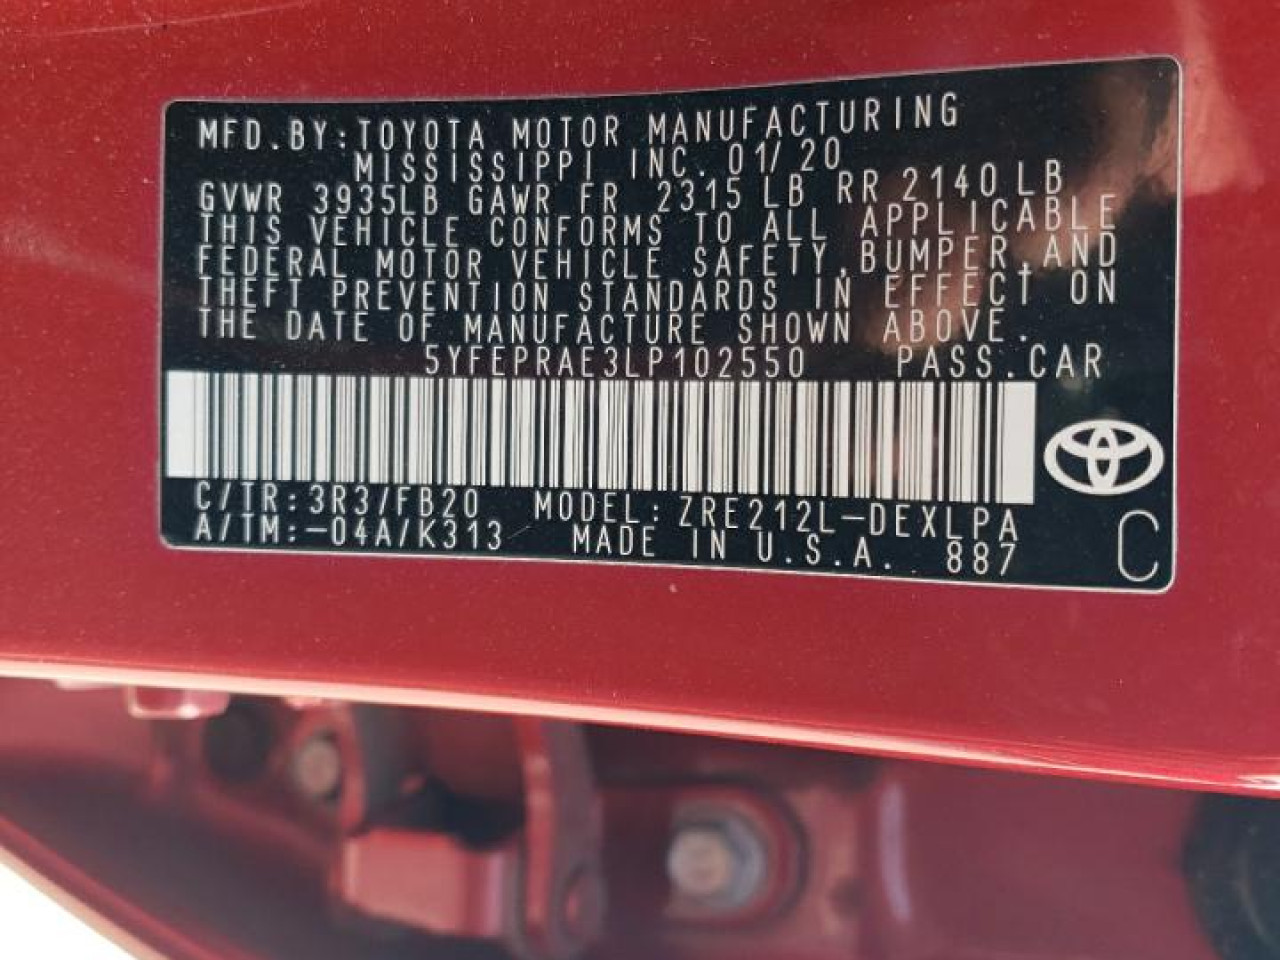 MFD.BY:TOYOTA MOTOR MANUFACTURING
MISSISSIPPI INC. 01/20
GVWR 3935LB GAWR FR 2315 LB RR 2140 LB
THIS VEHICLE CONFORMS TO ALL APPLICABLE
FEDERAL MOTOR VEHICLE SAFETY,BUMPER,AND
THEFT PREVENTION STANDARDS IN EFFECT ON
THE DATE OF MANUFACTURE SHOWN ABOVE.
5YFEPRAE3LP102550 PASS.CAR
C/TR:3R3/FB20 MODEL:ZRE212L-DEXLPA
A/TM:-04A/K313 MADE IN U.S.A. 887
C